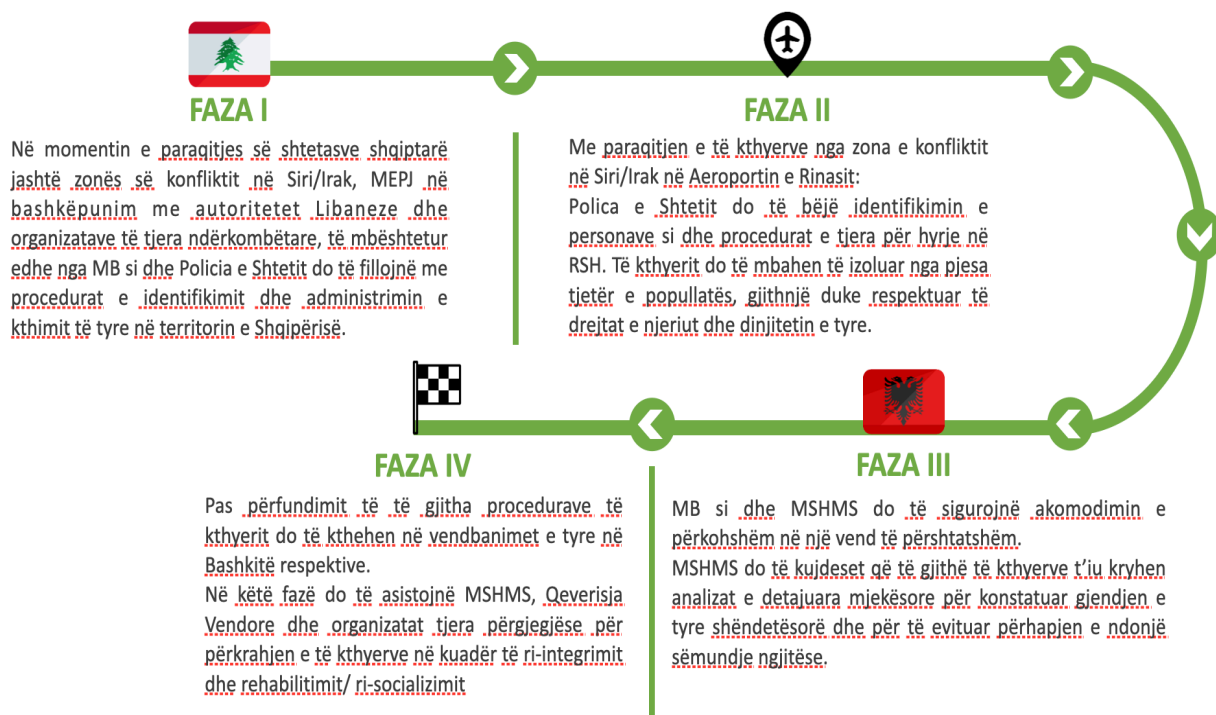 FAZA I
Në momentin e paraqitjes së shtetasve shqiptarë
jashtë zonës së konfliktit në Siri/Irak, MEPJ në
bashkëpunim me autoritetet Libaneze dhe
organizatave të tjera ndërkombëtare, të mbështetur
edhe nga MB si dhe Policia e Shtetit do të fillojnë me
procedurat e identifikimit dhe administrimin e
kthimit të tyre në territorin e Shqipërisë.
FAZA II
Me paraqitjen e të kthyerve nga zona e konfliktit
në Siri/Irak në Aeroportin e Rinasit:
Polica e Shtetit do të bëjë identifikimin e
personave si dhe procedurat e tjera për hyrje në
RSH. Të kthyerit do të mbahen të izoluar nga pjesa
tjetër e popullatës, gjithnjë duke respektuar të
drejtat e njeriut dhe dinjitetin e tyre.
FAZA III
MB si dhe MSHMS do të sigurojnë akomodimin e
përkohshëm në një vend të përshtatshëm.
MSHMS do të kujdeset që të gjithë të kthyerve t'iu kryhen
analizat e detajuara mjekësore për konstatuar gjendjen e
tyre shëndetësorë dhe për të evituar përhapjen e ndonjë
sëmundje ngjitëse.
FAZA IV
Pas përfundimit të të gjitha procedurave të
kthyerit do të kthehen në vendbanimet e tyre në
Bashkitë respektive.
Në këtë fazë do të asistojnë MSHMS, Qeverisja
Vendore dhe organizatat tjera përgjegjëse për
përkrahjen e të kthyerve në kuadër të ri-integrimit
dhe rehabilitimit/ ri-socializimit